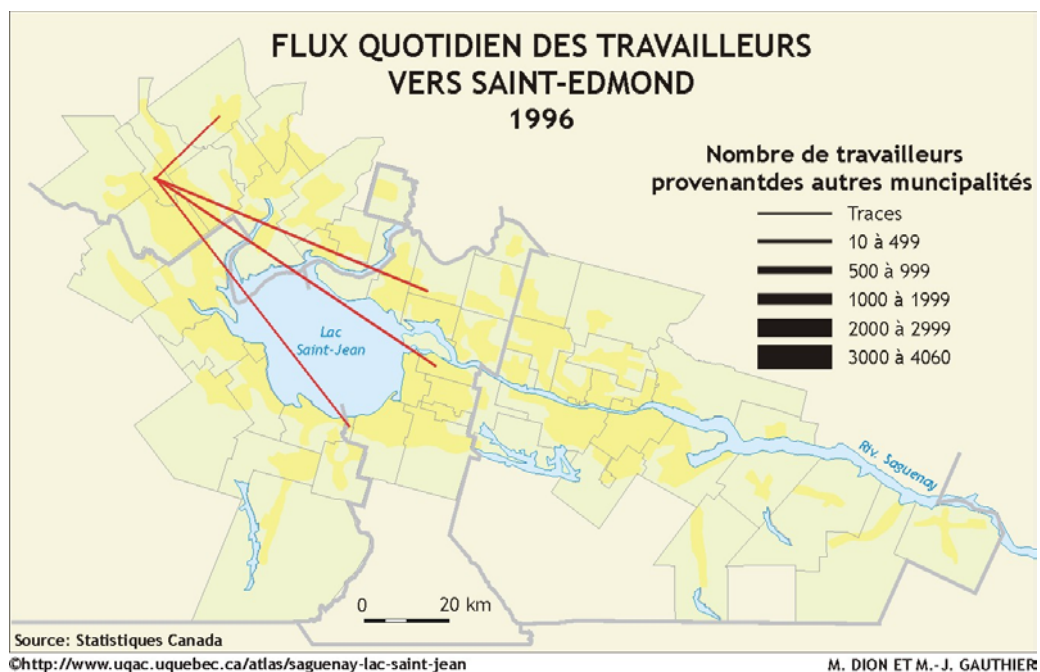 FLUX QUOTIDIEN DES TRAVAILLEURS
VERS SAINT-EDMOND
1996
Nombre de travailleurs
provenantdes autres muncipalités
Traces
10 à 499
500 à 999
1000 à 1999
2000 à 2999
3000 à 4060
Lac
Saint-Jean
Riv. Saguenay
0 20 km
Source: Statistiques Canada
©http://www.uqac.uquebec.ca/atlas/saguenay-lac-saint-jean
M. DION ET M.-J. GAUTHIER